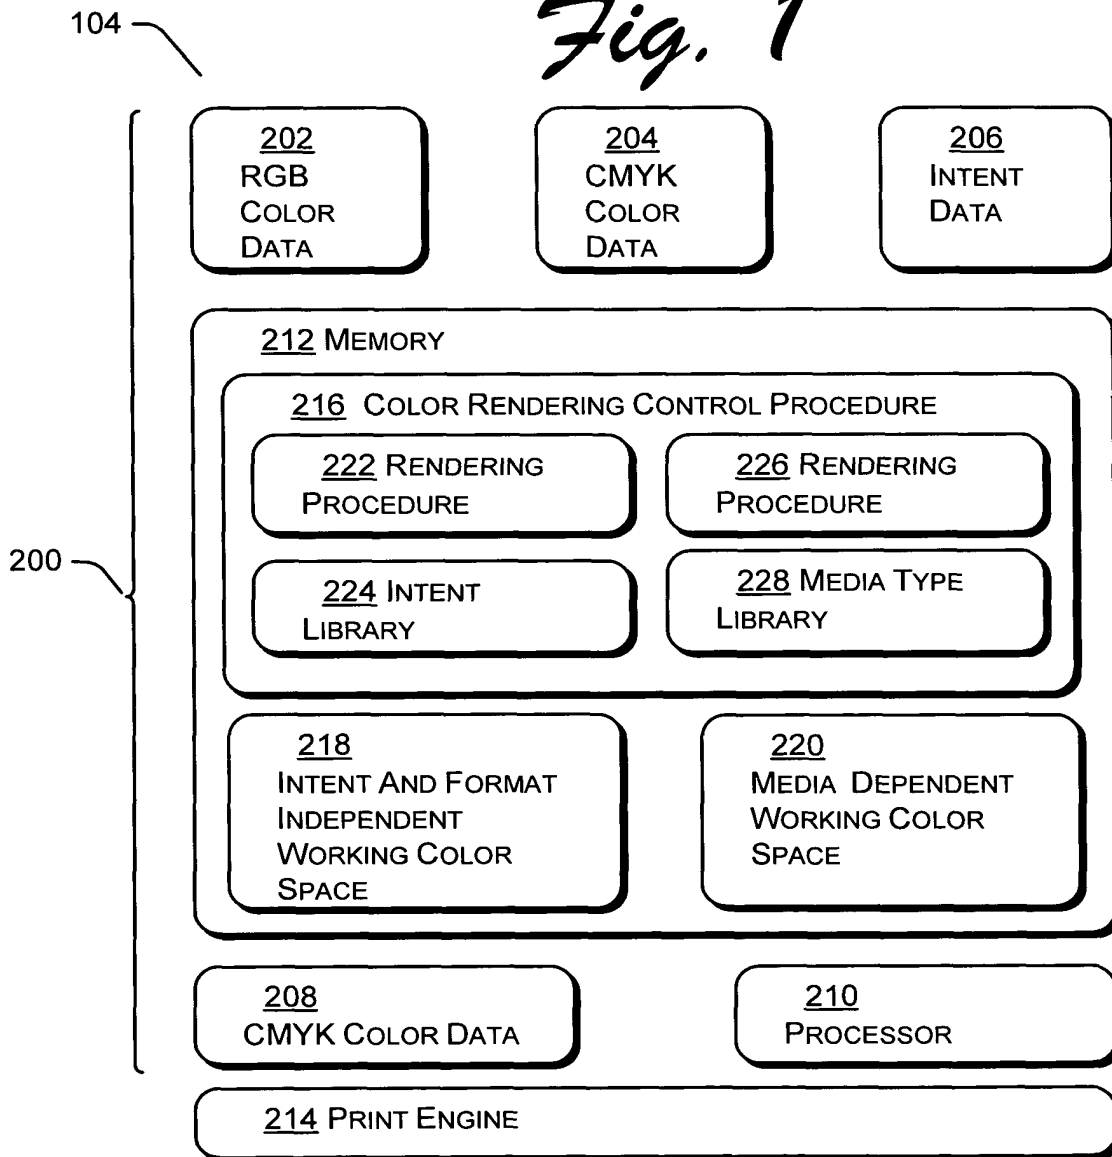 Fig. 1
104
202
RGB
COLOR
DATA
204
CMYK
COLOR
DATA
206
INTENT
DATA
212 MEMORY
216 COLOR RENDERING CONTROL PROCEDURE
222 RENDERING
PROCEDURE
226 RENDERING
PROCEDURE
224 INTENT
LIBRARY
228 MEDIA TYPE
LIBRARY
200
218
INTENT AND FORMAT
INDEPENDENT
WORKING COLOR
SPACE
220
MEDIA DEPENDENT
WORKING COLOR
SPACE
208
CMYK COLOR DATA
210
PROCESSOR
214 PRINT ENGINE